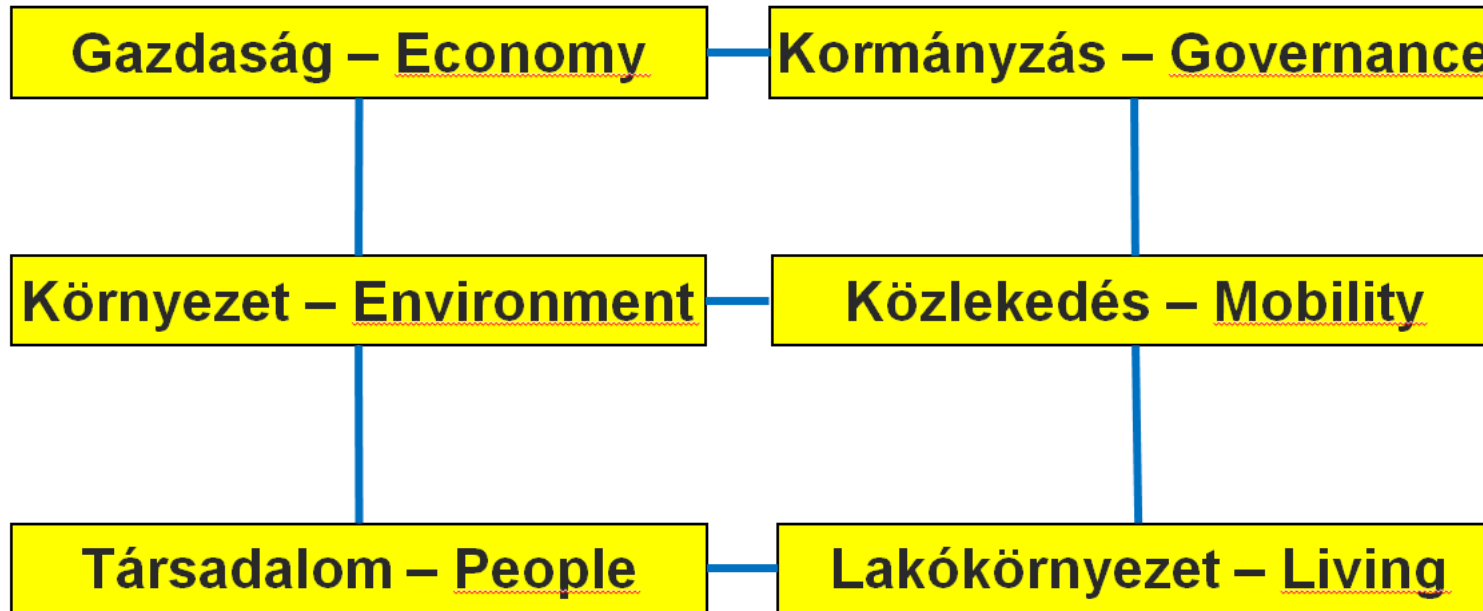 Gazdaság – Economy
Kormányzás – Governance
Környezet – Environment
Közlekedés – Mobility
Társadalom – People
Lakókörnyezet – Living